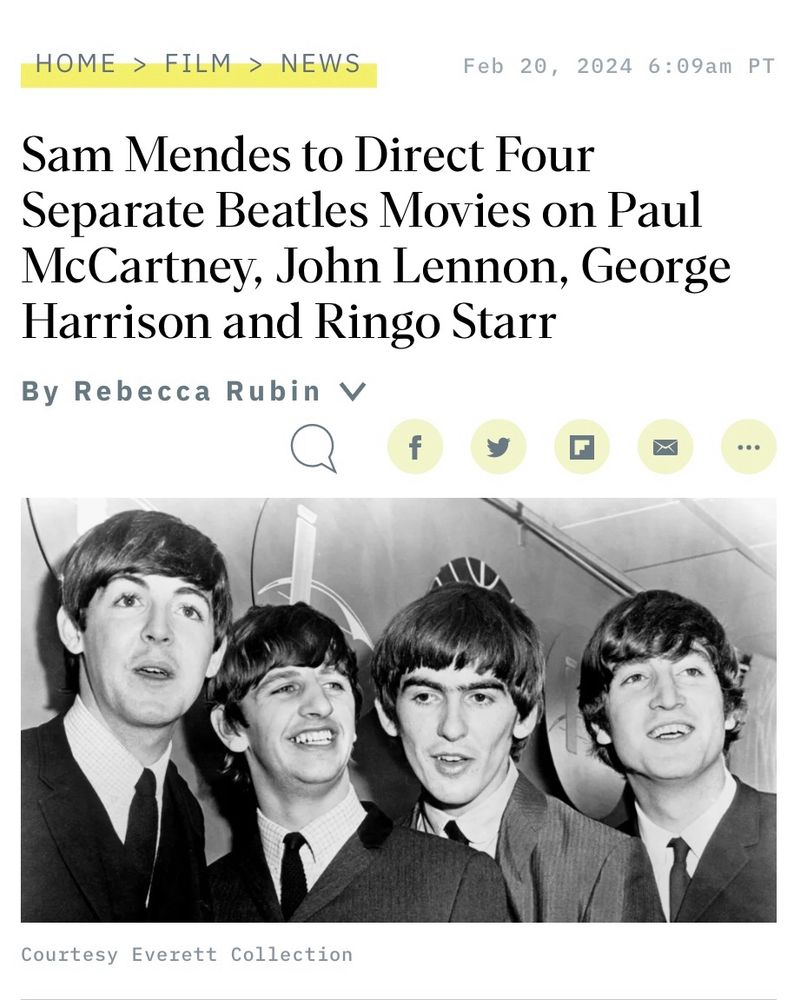 HOME > FILM > NEWS
Feb 20, 2024 6:09am PT
Sam Mendes to Direct Four
Separate Beatles Movies on Paul
McCartney, John Lennon, George
Harrison and Ringo Starr
By Rebecca Rubin
Courtesy Everett Collection